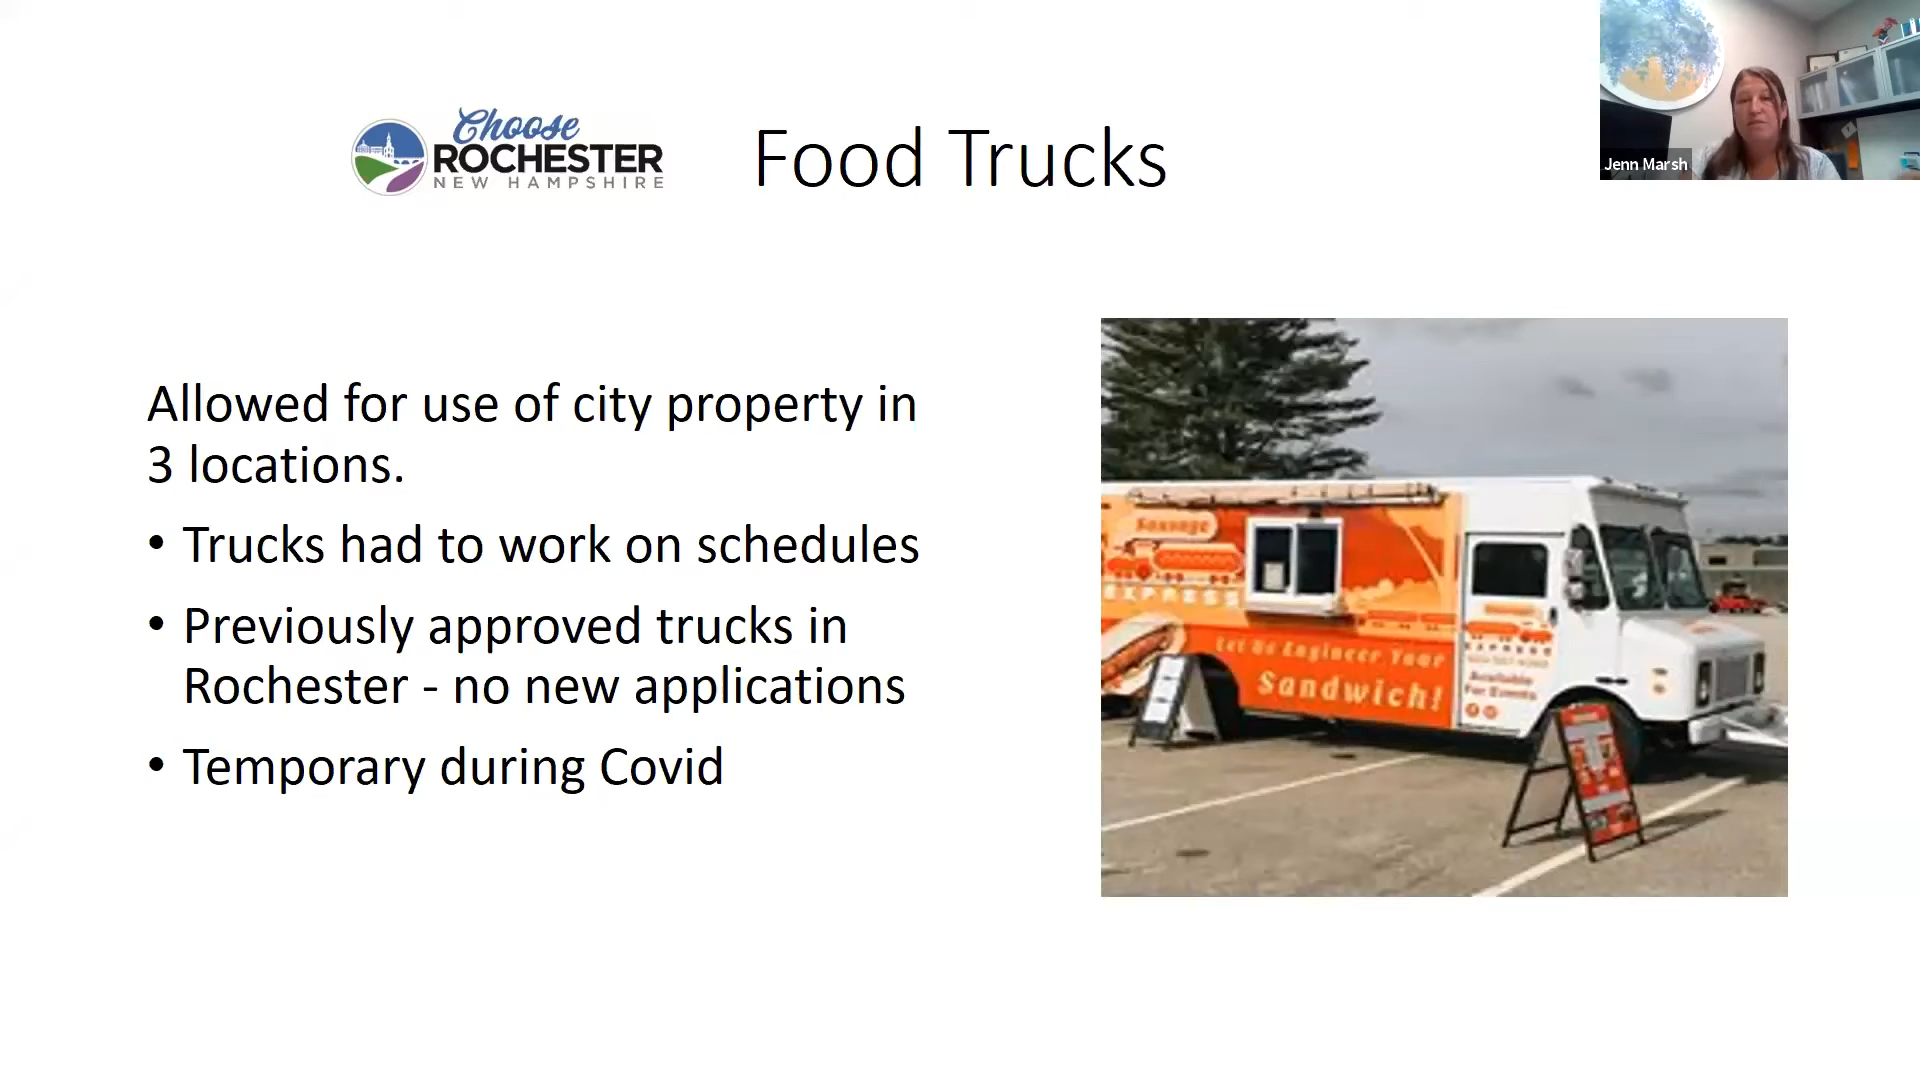 Choose
ROCHESTER
NEW HAMPSHIRE
Food Trucks
Jenn Marsh
Allowed for use of city property in
3 locations.
• Trucks had to work on schedules
• Previously approved trucks in
Rochester - no new applications
• Temporary during Covid
Sausage
EXPRESS
Let Us Engineer Your
Sandwich!
EXPRESS
Available
For Events